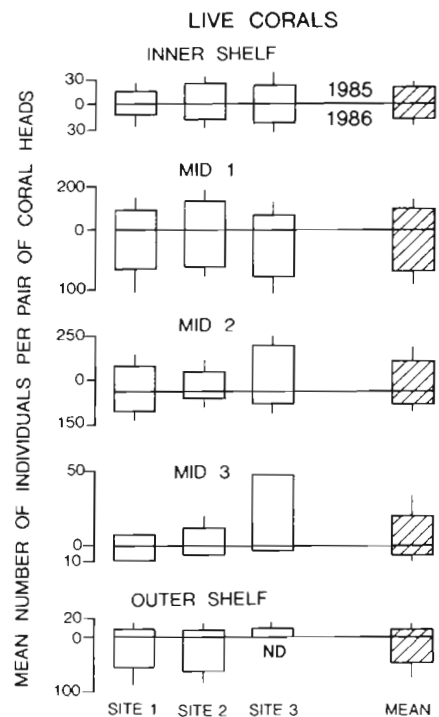 LIVE CORALS
MEAN NUMBER OF INDIVIDUALS PER PAIR OF CORAL HEADS
INNER SHELF
30
0
30
1985
1986
MID 1
200
0
100
MID 2
250
0
150
MID 3
50
0
10
OUTER SHELF
20
0
100
ND
SITE 1 SITE 2 SITE 3 MEAN